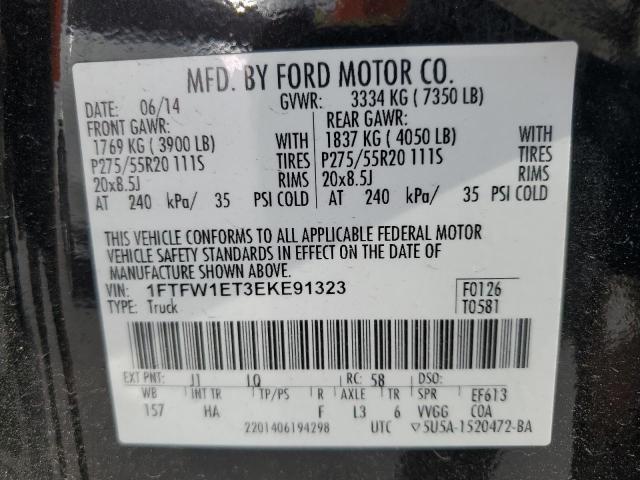 MFD. BY FORD MOTOR CO.
DATE: 06/14 GVWR: 3334 KG ( 7350 LB)
FRONT GAWR: REAR GAWR:
1769 KG ( 3900 LB) WITH 1837 KG ( 4050 LB) WITH
P275/55R20 111S TIRES P275/55R20 111S TIRES
20x8.5J RIMS 20x8.5J RIMS
AT 240 kPa/ 35 PSI COLD AT 240 kPa/ 35 PSI COLD
THIS VEHICLE CONFORMS TO ALL APPLICABLE FEDERAL MOTOR
VEHICLE SAFETY STANDARDS IN EFFECT ON THE DATE OF
MANUFACTURE SHOWN ABOVE.
VIN: 1FTFW1ET3EKE91323 F0126
TYPE: Truck T0581
EXT PNT: J1 LQ RC: 58 DSO:
WB INT TR TP/PS R AXLE TR SPR EF613
157 HA F L3 6 VVGG COA
2201406194298 UTC ▽5U5A-1520472-BA